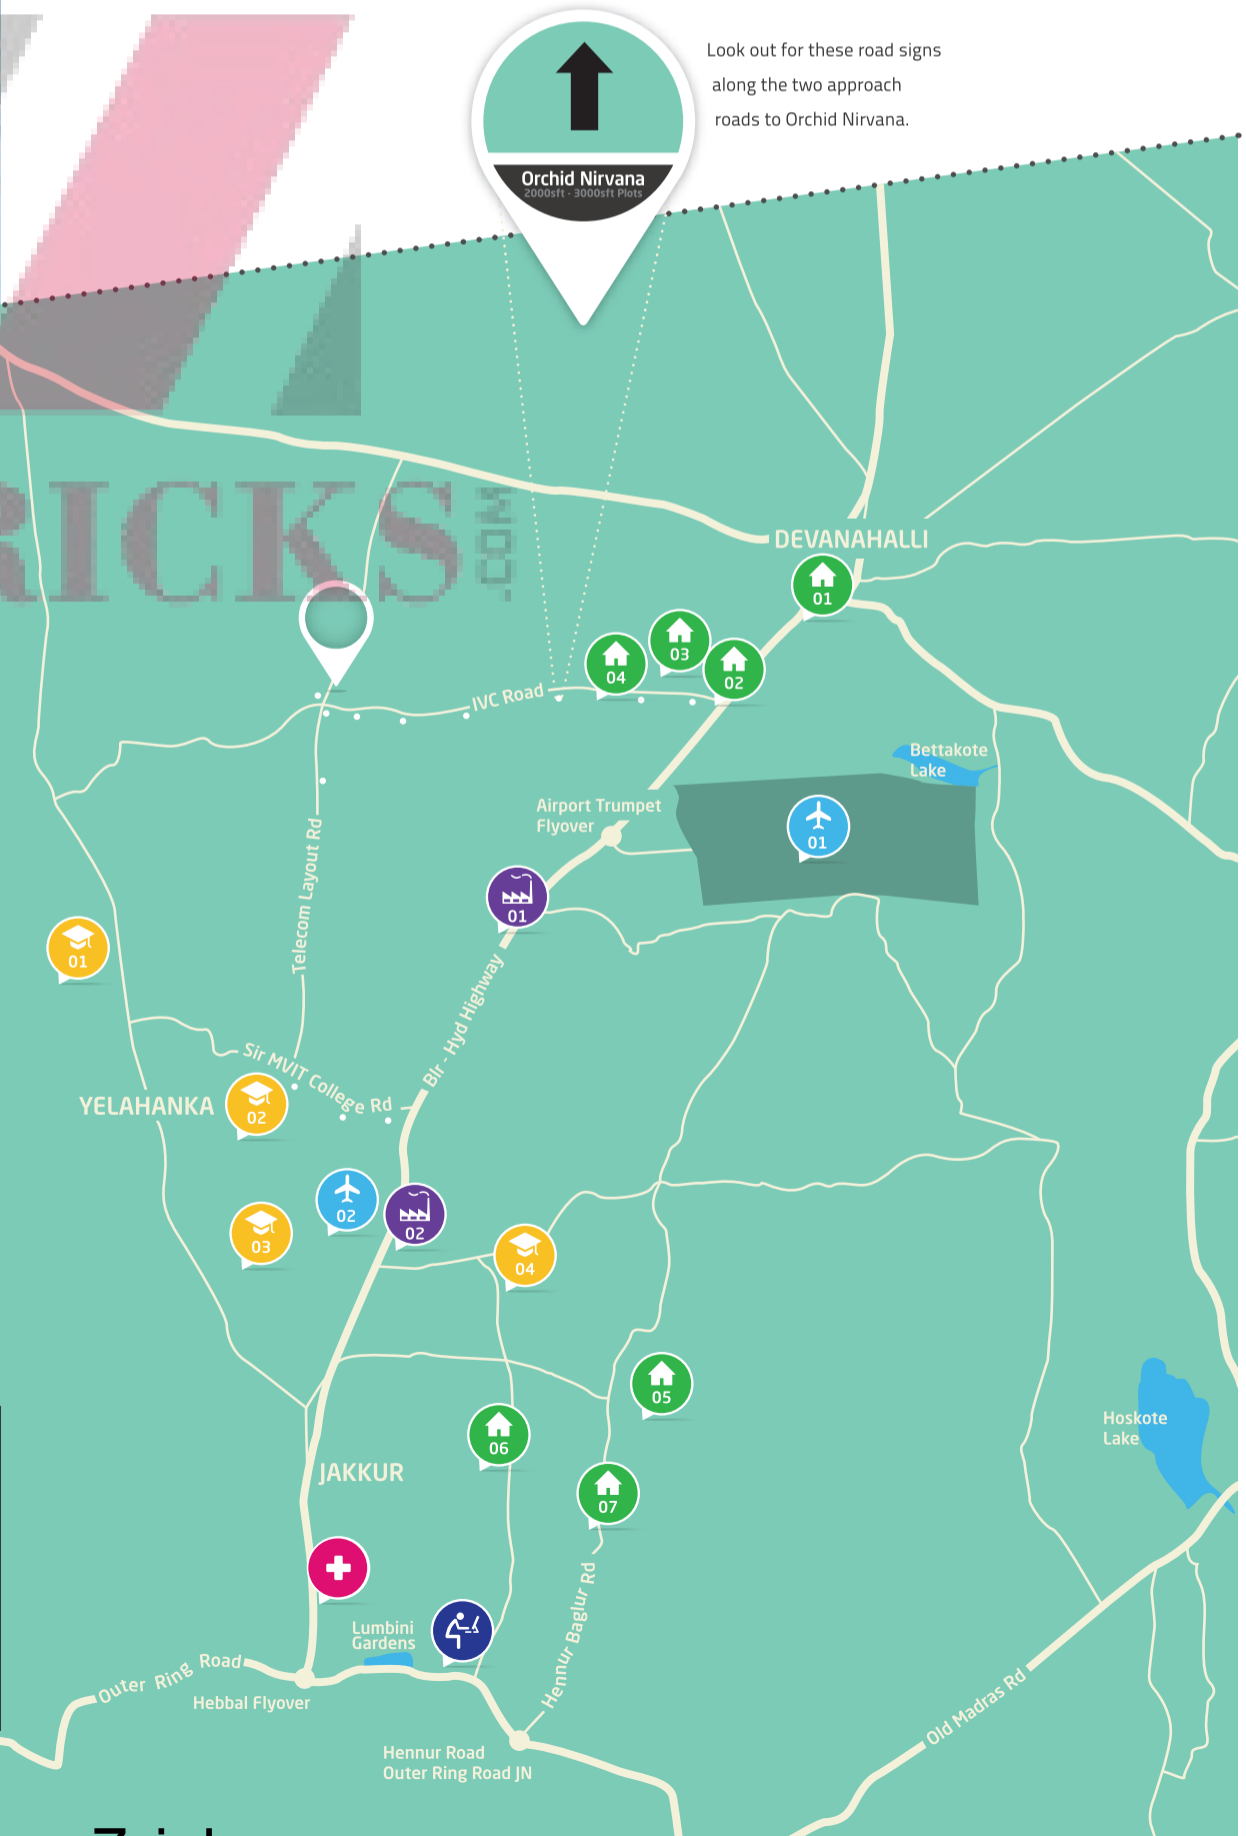 Look out for these road signs
along the two approach
roads to Orchid Nirvana.
Orchid Nirvana
2000sft - 3000sft Plots
RICKS
.COM
DEVANAHALLI
01
03
04
02
IVC Road
Bettakote
Lake
Airport Trumpet
Flyover
01
01
Telecom Layout Rd
01
Blr - Hyd Highway
Sir MVIT College Rd
YELAHANKA
02
02
02
03
04
05
06
Hoskote
Lake
JAKKUR
07
Hennur Baglur Rd
Lumbini
Gardens
Outer Ring Road
Hebbal Flyover
Old Madras Rd
Hennur Road
Outer Ring Road JN